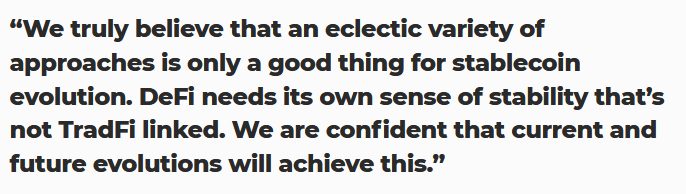 “We truly believe that an eclectic variety of
approaches is only a good thing for stablecoin
evolution. DeFi needs its own sense of stability that’s
not TradFi linked. We are confident that current and
future evolutions will achieve this.”